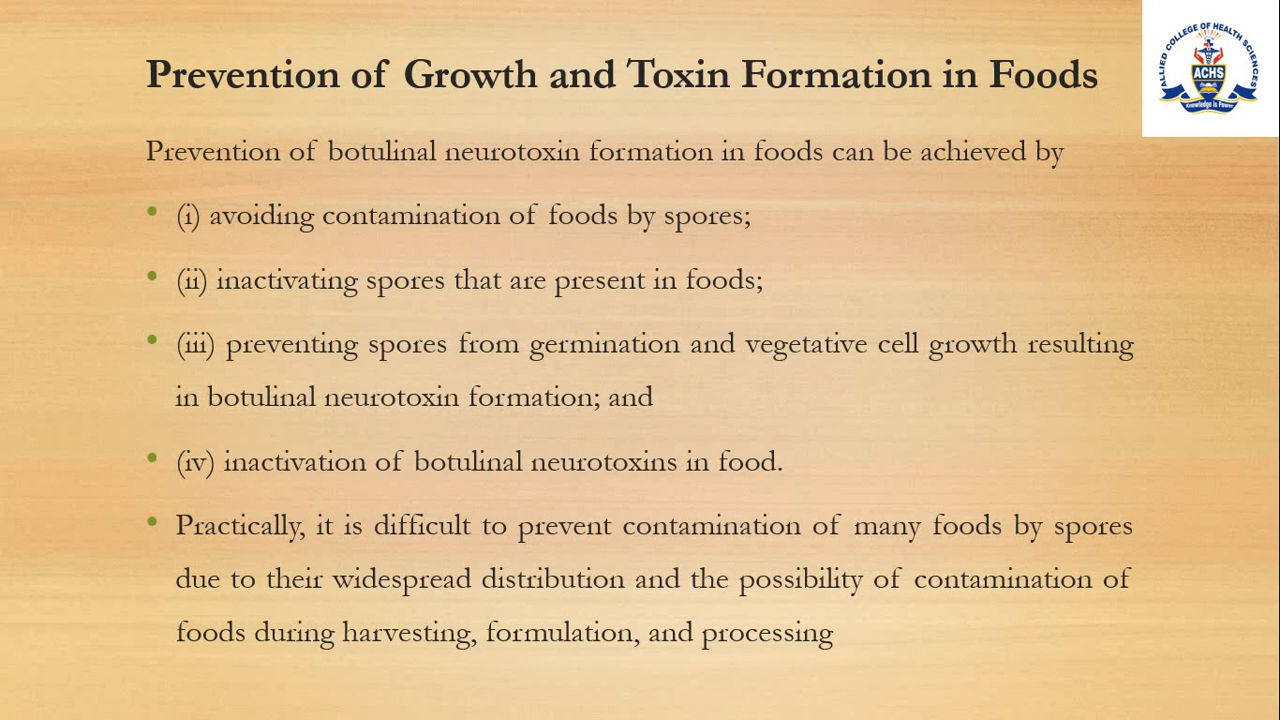 Prevention of Growth and Toxin Formation in Foods
ALLIED COLLEGE OF HEALTH SCIENCES
ACHS
Knowledge is Power
Prevention of botulinal neurotoxin formation in foods can be achieved by
• (i) avoiding contamination of foods by spores;
• (ii) inactivating spores that are present in foods;
• (iii) preventing spores from germination and vegetative cell growth resulting
in botulinal neurotoxin formation; and
• (iv) inactivation of botulinal neurotoxins in food.
• Practically, it is difficult to prevent contamination of many foods by spores
due to their widespread distribution and the possibility of contamination of
foods during harvesting, formulation, and processing